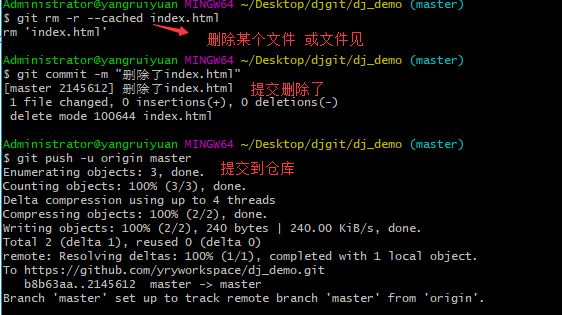 Administrator@yangruiyuan MINGW64 ~/Desktop/djgit/dj_demo (master)
$ git rm -r --cached index.html
rm 'index.html'
删除某个文件 或文件见
Administrator@yangruiyuan MINGW64 ~/Desktop/djgit/dj_demo (master)
$ git commit -m "删除了index.html"
[master 2145612] 删除了index.html
提交删除了
1 file changed, 0 insertions(+), 0 deletions(-)
delete mode 100644 index.html
Administrator@yangruiyuan MINGW64 ~/Desktop/djgit/dj_demo (master)
$ git push -u origin master
提交到仓库
Enumerating objects: 3, done.
Counting objects: 100% (3/3), done.
Delta compression using up to 4 threads
Compressing objects: 100% (2/2), done.
Writing objects: 100% (2/2), 240 bytes | 240.00 KiB/s, done.
Total 2 (delta 1), reused 0 (delta 0)
remote: Resolving deltas: 100% (1/1), completed with 1 local object.
To https://github.com/yryworkspace/dj_demo.git
b8b63aa..2145612  master -> master
Branch 'master' set up to track remote branch 'master' from 'origin'.